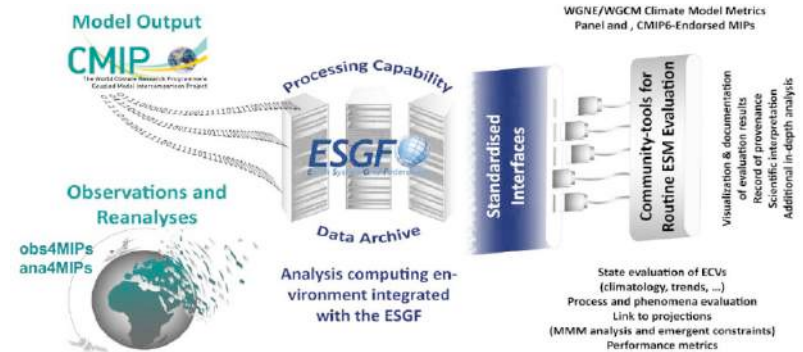 Model Output
CMIP
The World Climate Research Programme's
Coupled Model Intercomparison Project
Observations and
Reanalyses
obs4MIPs
ana4MIPs
Processing Capability
ESGF
Earth System Grid Federation
Data Archive
Analysis computing en-
vironment integrated
with the ESGF
Standardised
Interfaces
WGNE/WGCM Climate Model Metrics
Panel and , CMIP6-Endorsed MIPs
Community-tools for
Routine ESM Evaluation
Visualization & documentation
of evaluation results
Record of provenance
Scientific interpretation
Additional in-depth analysis
State evaluation of ECVs
(climatology, trends, ...)
Process and phenomena evaluation
Link to projections
(MMM analysis and emergent constraints)
Performance metrics